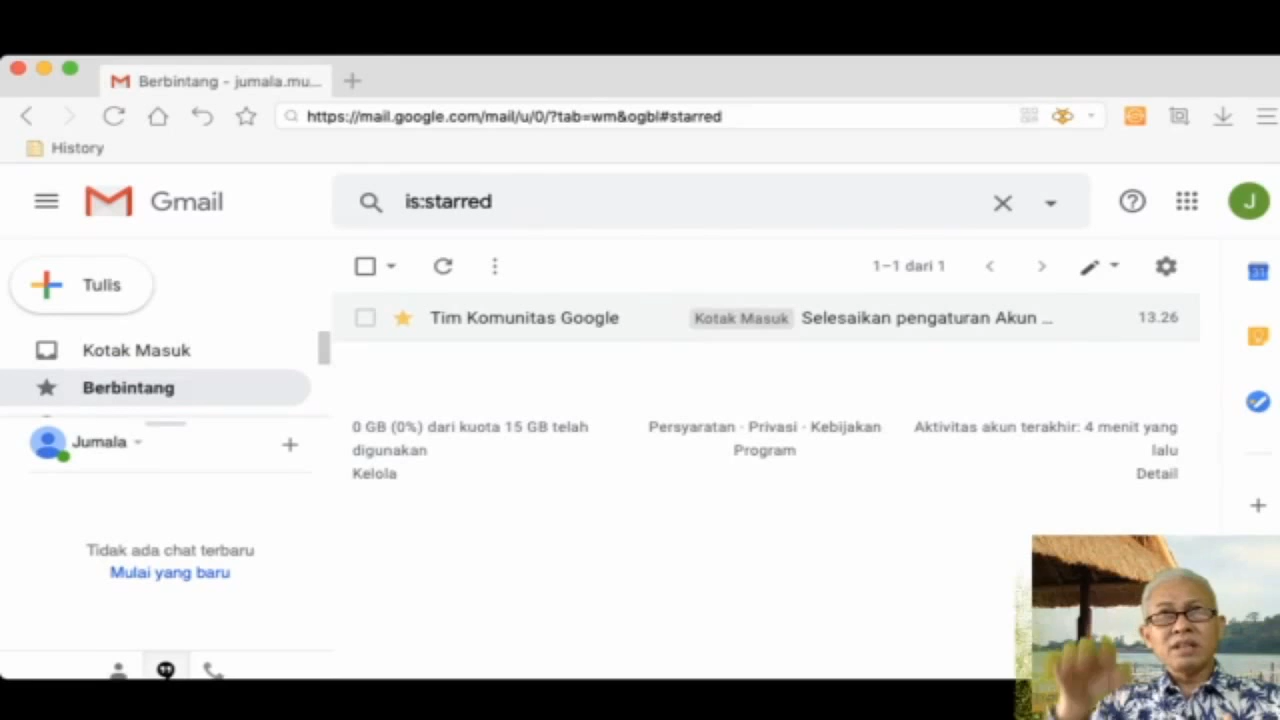 Berbintang - jumala.mu...
https://mail.google.com/mail/u/0/?tab=wm&ogbl#starred
History
Gmail
is:starred
J
Tulis
1–1 dari 1
31
Tim Komunitas Google Kotak Masuk Selesaikan pengaturan Akun ... 13.26
Kotak Masuk
Berbintang
Jumala
0 GB (0%) dari kuota 15 GB telah
digunakan
Kelola
Persyaratan · Privasi · Kebijakan
Program
Aktivitas akun terakhir: 4 menit yang
lalu
Detail
Tidak ada chat terbaru
Mulai yang baru